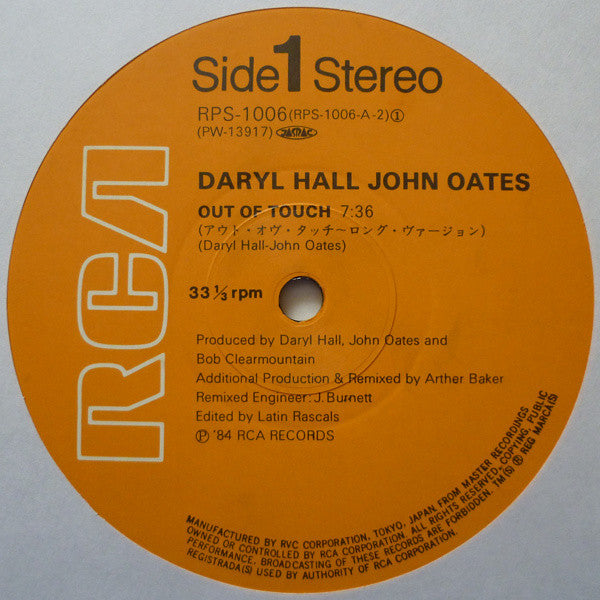 Side 1 Stereo
RPS-1006 (RPS-1006-A-2) ①
(PW-13917) JASRAC
RCA
DARYL HALL JOHN OATES
OUT OF TOUCH 7:36
(アウト・オヴ・タッチ～ロング・ヴァージョン)
(Daryl Hall-John Oates)
33 1/3 rpm
Produced by Daryl Hall, John Oates and
Bob Clearmountain
Additional Production & Remixed by Arther Baker
Remixed Engineer: J. Burnett
Edited by Latin Rascals
Ⓟ '84 RCA RECORDS
MANUFACTURED BY RVC CORPORATION, TOKYO, JAPAN, FROM MASTER RECORDINGS
OWNED OR CONTROLLED BY RCA CORPORATION. ALL RIGHTS RESERVED, COPYING, PUBLIC
PERFORMANCE, BROADCASTING OF THESE RECORDS ARE FORBIDDEN. TM(S) ® REG MARCA(S)
REGISTRADA(S) USED BY AUTHORITY OF RCA CORPORATION.